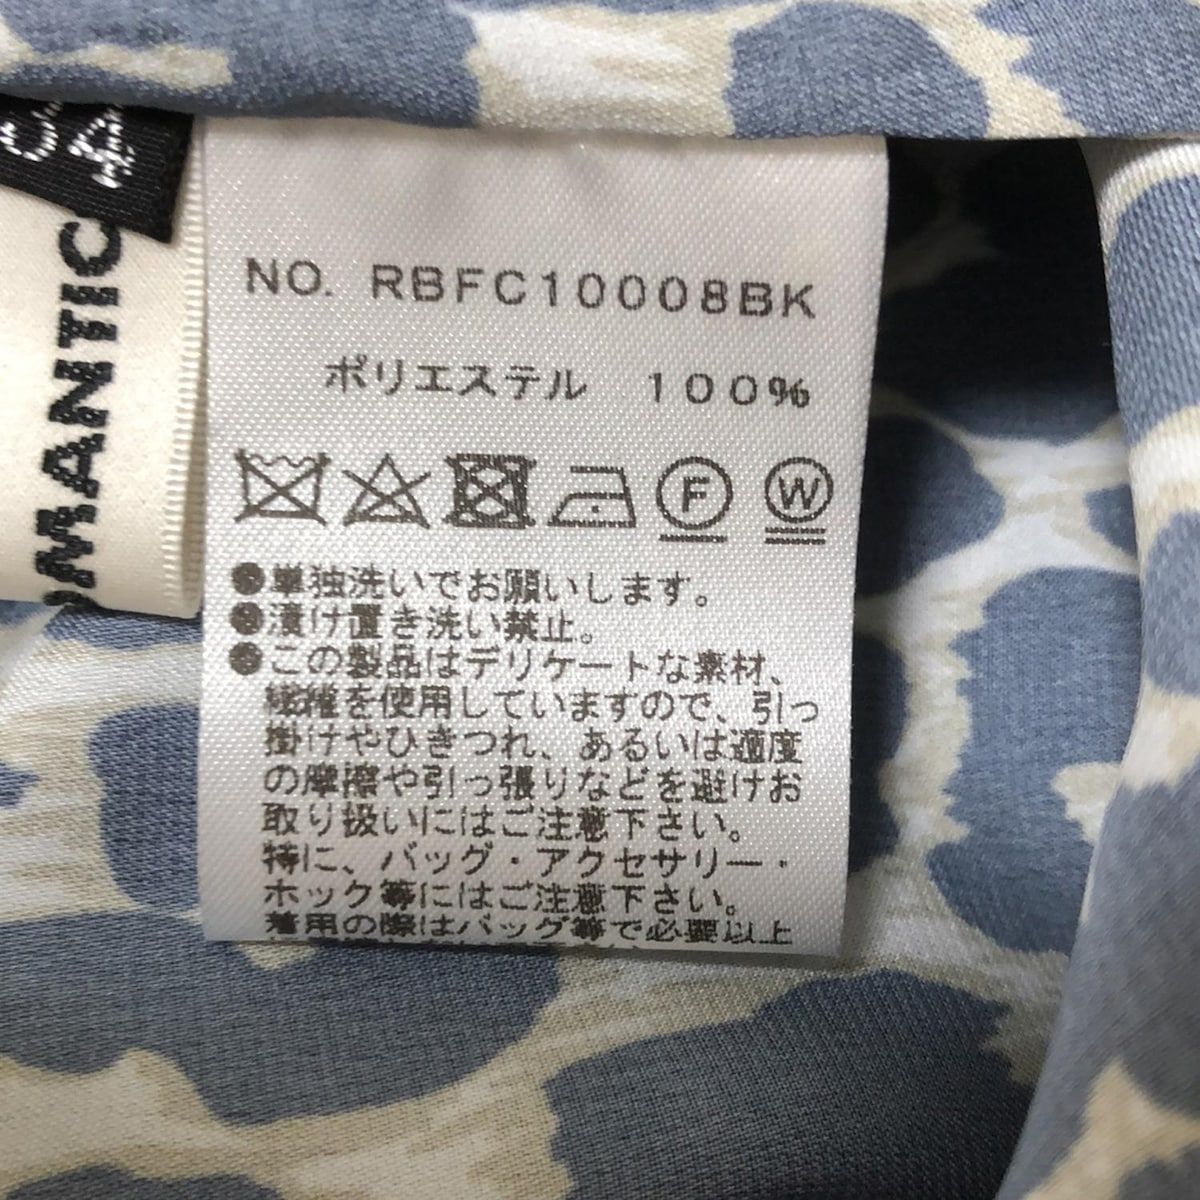 34
OMANTIC
NO. RBFC10008BK
ポリエステル 100%
F W
●単独洗いでお願いします。
●漬け置き洗い禁止。
●この製品はデリケートな素材、
繊維を使用していますので、引っ
掛けやひきつれ、あるいは適度
の摩擦や引っ張りなどを避けお
取り扱いにはご注意下さい。
特に、バッグ・アクセサリー・
ホック等にはご注意下さい。
着用の際はバッグ等で必要以上